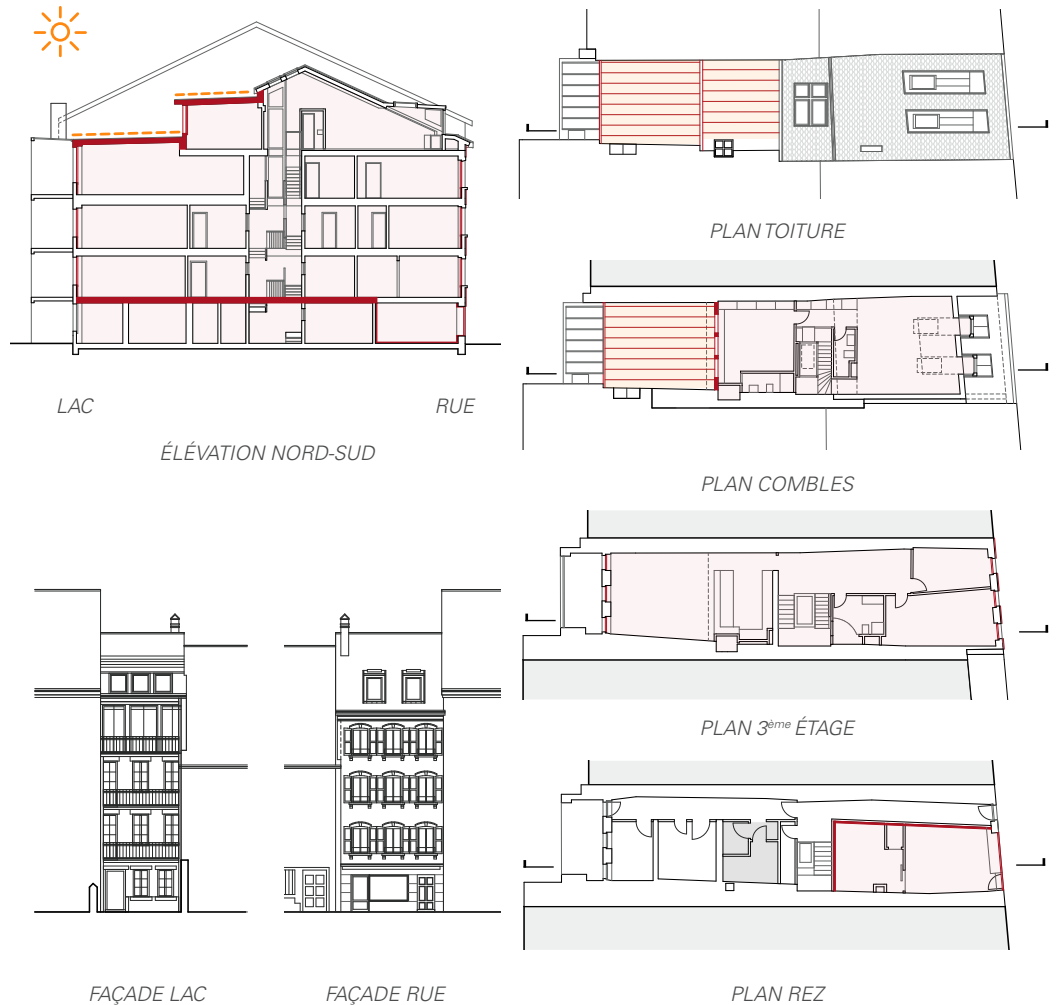 LAC
RUE
ÉLÉVATION NORD-SUD
FAÇADE LAC
FAÇADE RUE
PLAN TOITURE
PLAN COMBLES
PLAN 3ème ÉTAGE
PLAN REZ